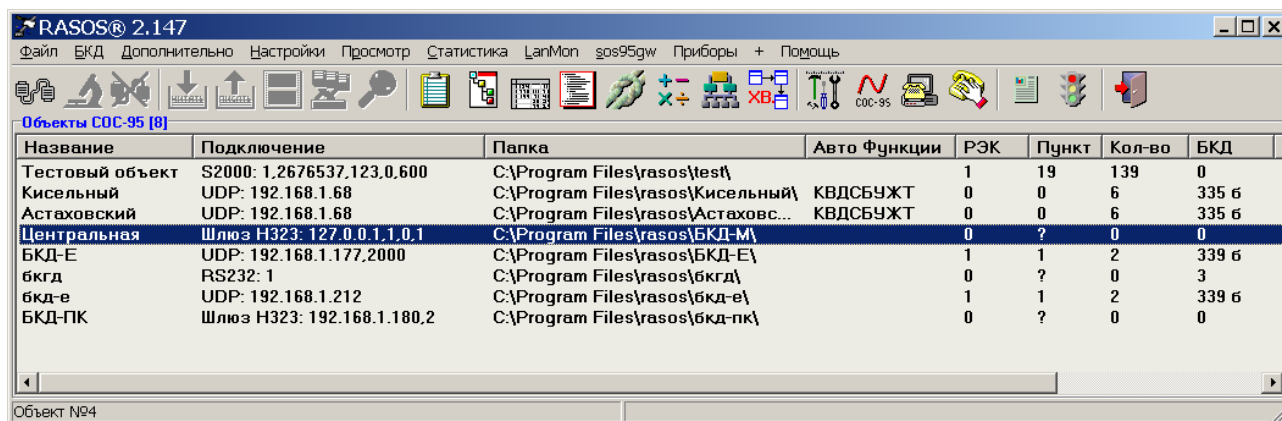 RASOS® 2.147
Файл БКД Дополнительно Настройки Просмотр Статистика LanMon sos95gw Приборы + Помощь
ЧИТАТЬ ПИСАТЬ ХВ. СОС-95
Объекты СОС-95 [8]
Название Подключение Папка Авто Функции РЭК Пункт Кол-во БКД
Тестовый объект S2000: 1,2676537,123,0,600 C:\Program Files\rasos\test\ 1 19 139 0
Кисельный UDP: 192.168.1.68 C:\Program Files\rasos\Кисельный\ КВДСБУЖТ 0 0 6 335 б
Астаховский UDP: 192.168.1.68 C:\Program Files\rasos\Астаховс... КВДСБУЖТ 0 0 6 335 б
Центральная Шлюз H323: 127.0.0.1,1,0,1 C:\Program Files\rasos\БКД-М\ 0 ? 0 0
БКД-Е UDP: 192.168.1.177,2000 C:\Program Files\rasos\БКД-Е\ 1 1 2 339 б
бкгд RS232: 1 C:\Program Files\rasos\бкгд\ 0 ? 0 3
бкд-е UDP: 192.168.1.212 C:\Program Files\rasos\бкд-е\ 1 1 2 339 б
БКД-ПК Шлюз H323: 192.168.1.180,2 C:\Program Files\rasos\бкд-пк\ 0 ? 0 0
Объект №4